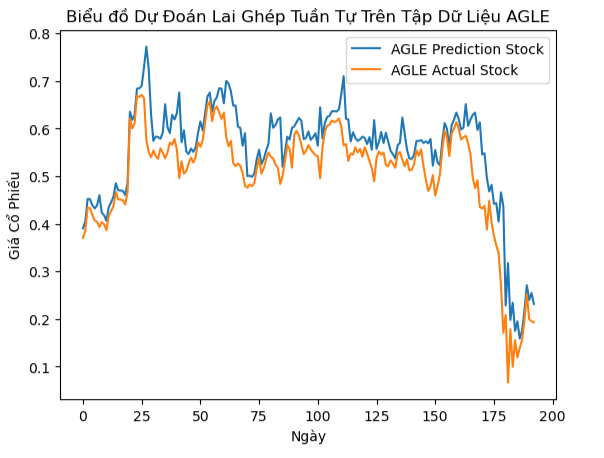 Biểu đồ Dự Đoán Lai Ghép Tuần Tự Trên Tập Dữ Liệu AGLE
AGLE Prediction Stock
AGLE Actual Stock
Giá Cổ Phiếu
0.8
0.7
0.6
0.5
0.4
0.3
0.2
0.1
0 25 50 75 100 125 150 175 200
Ngày